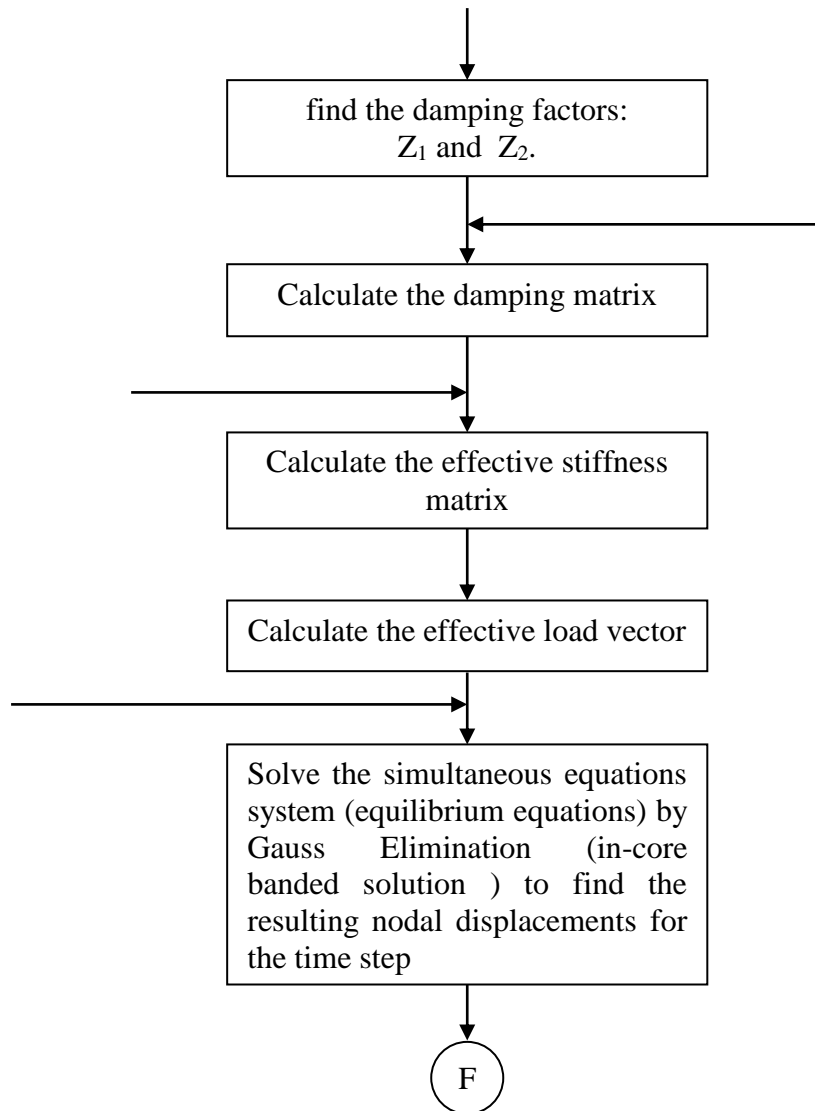 find the damping factors:
Z₁ and Z₂.
Calculate the damping matrix
Calculate the effective stiffness
matrix
Calculate the effective load vector
Solve the simultaneous equations
system (equilibrium equations) by
Gauss Elimination (in-core
banded solution ) to find the
resulting nodal displacements for
the time step
F